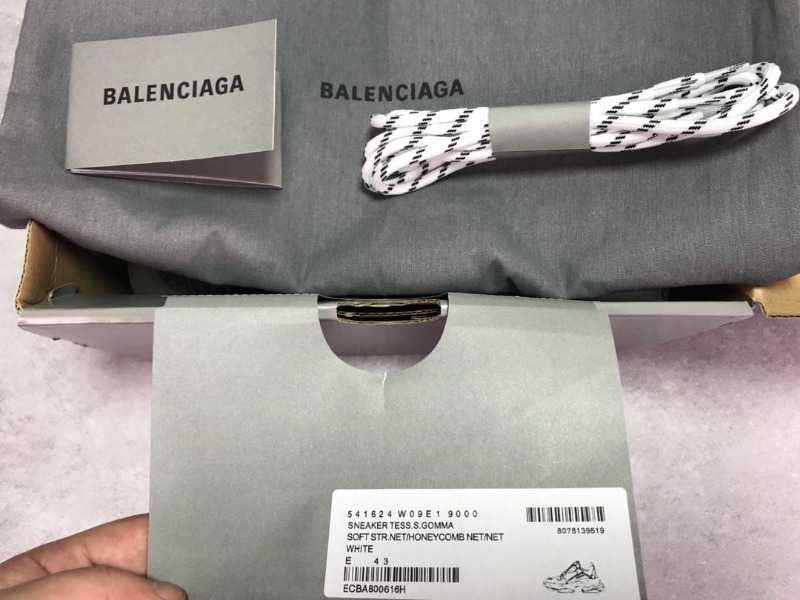 BALENCIAGA
BALENCIAGA
541624 W09E1 9000
SNEAKER TESS.S.GOMMA
SOFT STR.NET/HONEYCOMB NET/NET
WHITE
E 43
ECBA800616H
8078139519